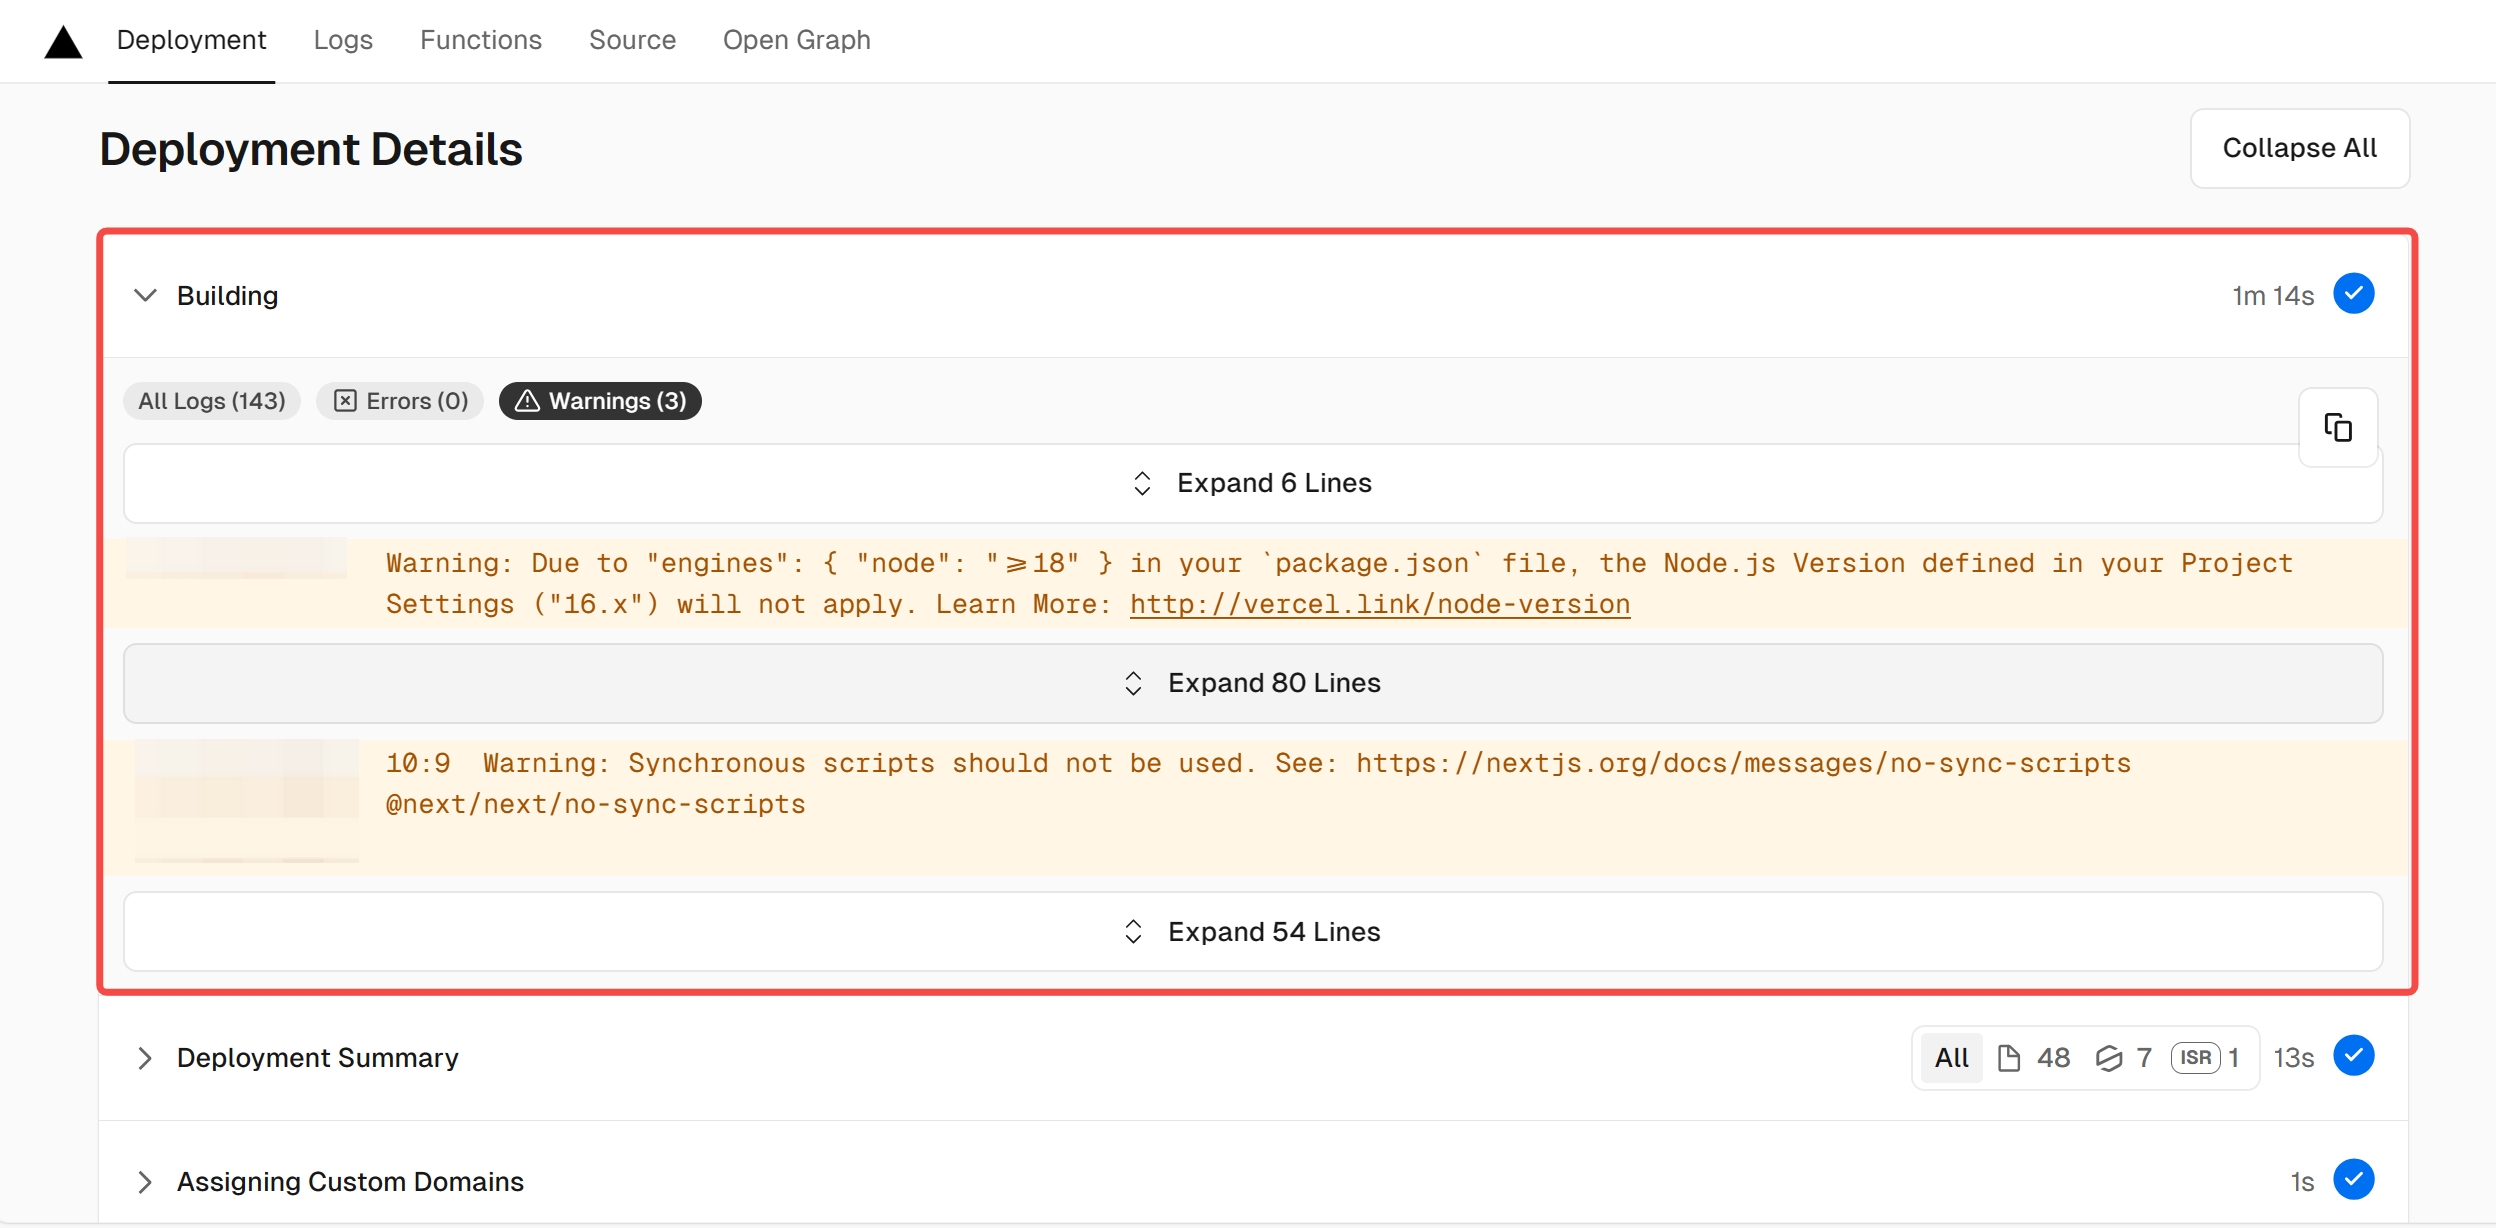 Deployment Logs Functions Source Open Graph
Deployment Details
Collapse All
Building 1m 14s
All Logs (143) Errors (0) Warnings (3)
Expand 6 Lines
Warning: Due to "engines": { "node": ">=18" } in your `package.json` file, the Node.js Version defined in your Project
Settings ("16.x") will not apply. Learn More: http://vercel.link/node-version
Expand 80 Lines
10:9  Warning: Synchronous scripts should not be used. See: https://nextjs.org/docs/messages/no-sync-scripts
@next/next/no-sync-scripts
Expand 54 Lines
Deployment Summary All 48 7 ISR 1 13s
Assigning Custom Domains 1s